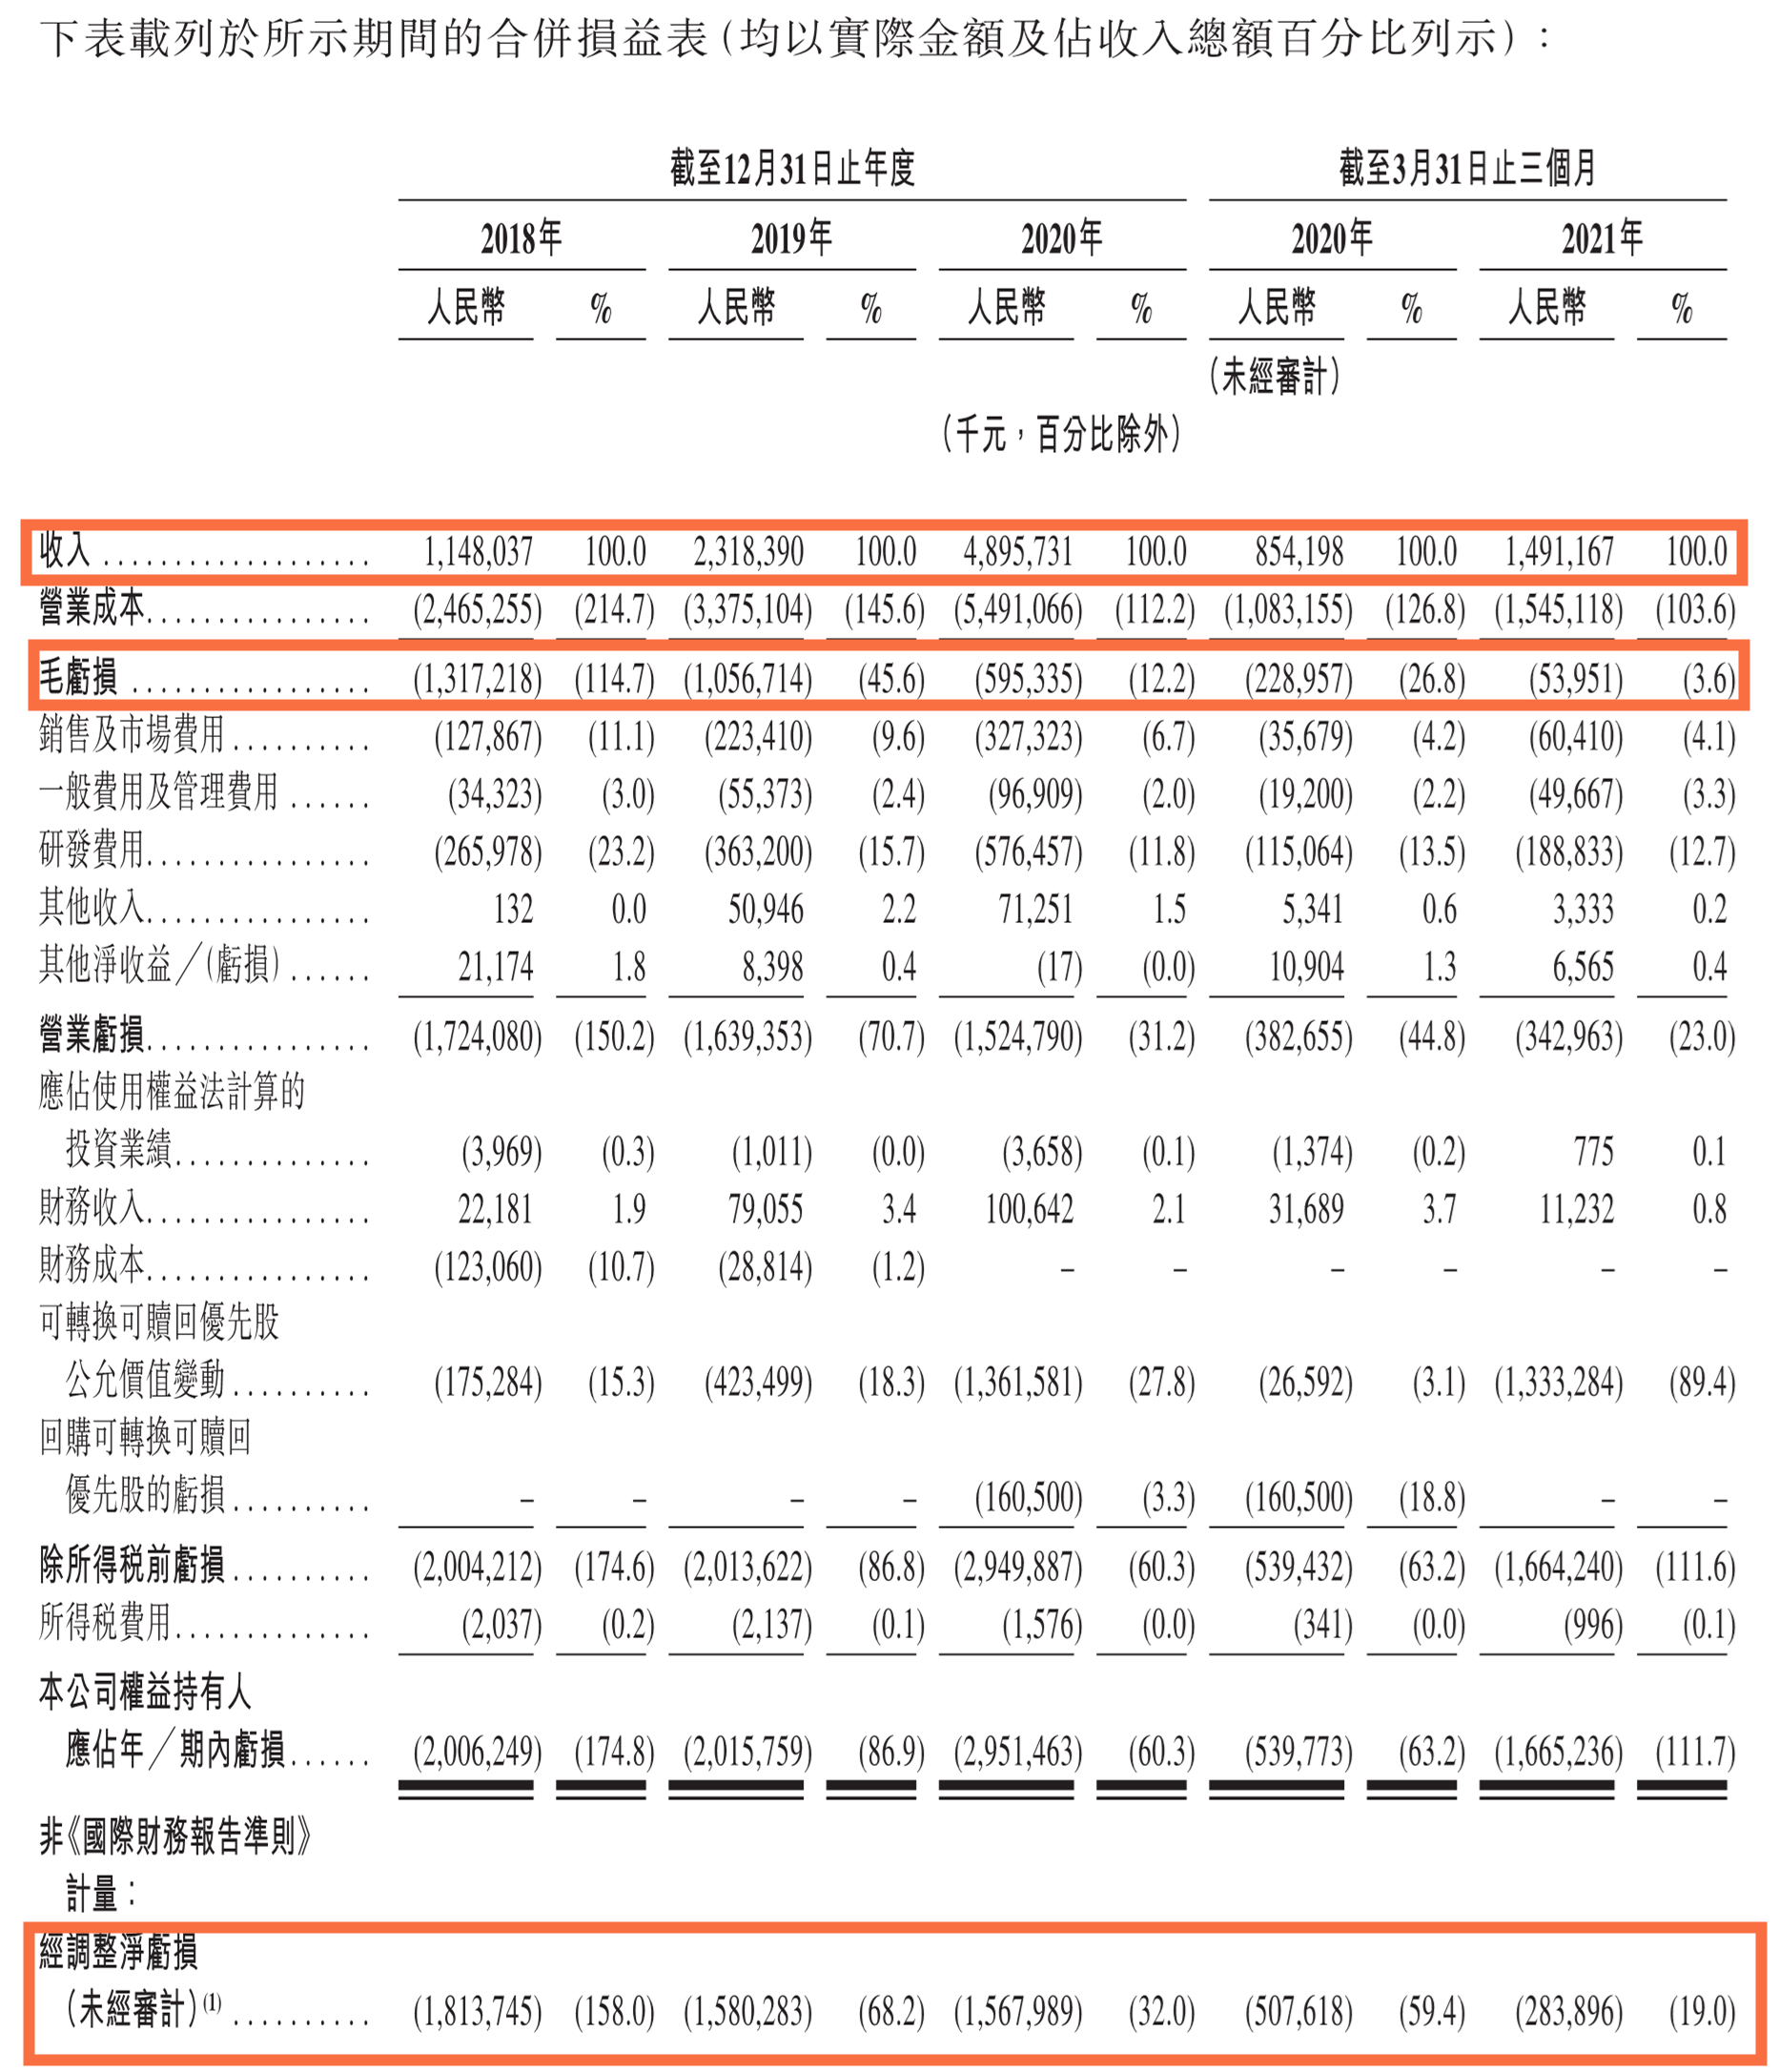 下表載列於所示期間的合併損益表(均以實際金額及佔收入總額百分比列示)：
截至12月31日止年度 截至3月31日止三個月
2018年 2019年 2020年 2020年 2021年
人民幣 % 人民幣 % 人民幣 % 人民幣 % 人民幣 %
(未經審計)
(千元，百分比除外)
收入 ................... 1,148,037 100.0 2,318,390 100.0 4,895,731 100.0 854,198 100.0 1,491,167 100.0
營業成本................ (2,465,255) (214.7) (3,375,104) (145.6) (5,491,066) (112.2) (1,083,155) (126.8) (1,545,118) (103.6)
毛虧損 ................. (1,317,218) (114.7) (1,056,714) (45.6) (595,335) (12.2) (228,957) (26.8) (53,951) (3.6)
銷售及市場費用.......... (127,867) (11.1) (223,410) (9.6) (327,323) (6.7) (35,679) (4.2) (60,410) (4.1)
一般費用及管理費用 ...... (34,323) (3.0) (55,373) (2.4) (96,909) (2.0) (19,200) (2.2) (49,667) (3.3)
研發費用................ (265,978) (23.2) (363,200) (15.7) (576,457) (11.8) (115,064) (13.5) (188,833) (12.7)
其他收入................ 132 0.0 50,946 2.2 71,251 1.5 5,341 0.6 3,333 0.2
其他淨收益／(虧損) ...... 21,174 1.8 8,398 0.4 (17) (0.0) 10,904 1.3 6,565 0.4
營業虧損................ (1,724,080) (150.2) (1,639,353) (70.7) (1,524,790) (31.2) (382,655) (44.8) (342,963) (23.0)
應佔使用權益法計算的
投資業績.............. (3,969) (0.3) (1,011) (0.0) (3,658) (0.1) (1,374) (0.2) 775 0.1
財務收入................ 22,181 1.9 79,055 3.4 100,642 2.1 31,689 3.7 11,232 0.8
財務成本................ (123,060) (10.7) (28,814) (1.2) – – – – – –
可轉換可贖回優先股
公允價值變動.......... (175,284) (15.3) (423,499) (18.3) (1,361,581) (27.8) (26,592) (3.1) (1,333,284) (89.4)
回購可轉換可贖回
優先股的虧損.......... – – – – (160,500) (3.3) (160,500) (18.8) – –
除所得稅前虧損.......... (2,004,212) (174.6) (2,013,622) (86.8) (2,949,887) (60.3) (539,432) (63.2) (1,664,240) (111.6)
所得稅費用.............. (2,037) (0.2) (2,137) (0.1) (1,576) (0.0) (341) (0.0) (996) (0.1)
本公司權益持有人
應佔年／期內虧損...... (2,006,249) (174.8) (2,015,759) (86.9) (2,951,463) (60.3) (539,773) (63.2) (1,665,236) (111.7)
非《國際財務報告準則》
計量：
經調整淨虧損
(未經審計)(1) .......... (1,813,745) (158.0) (1,580,283) (68.2) (1,567,989) (32.0) (507,618) (59.4) (283,896) (19.0)